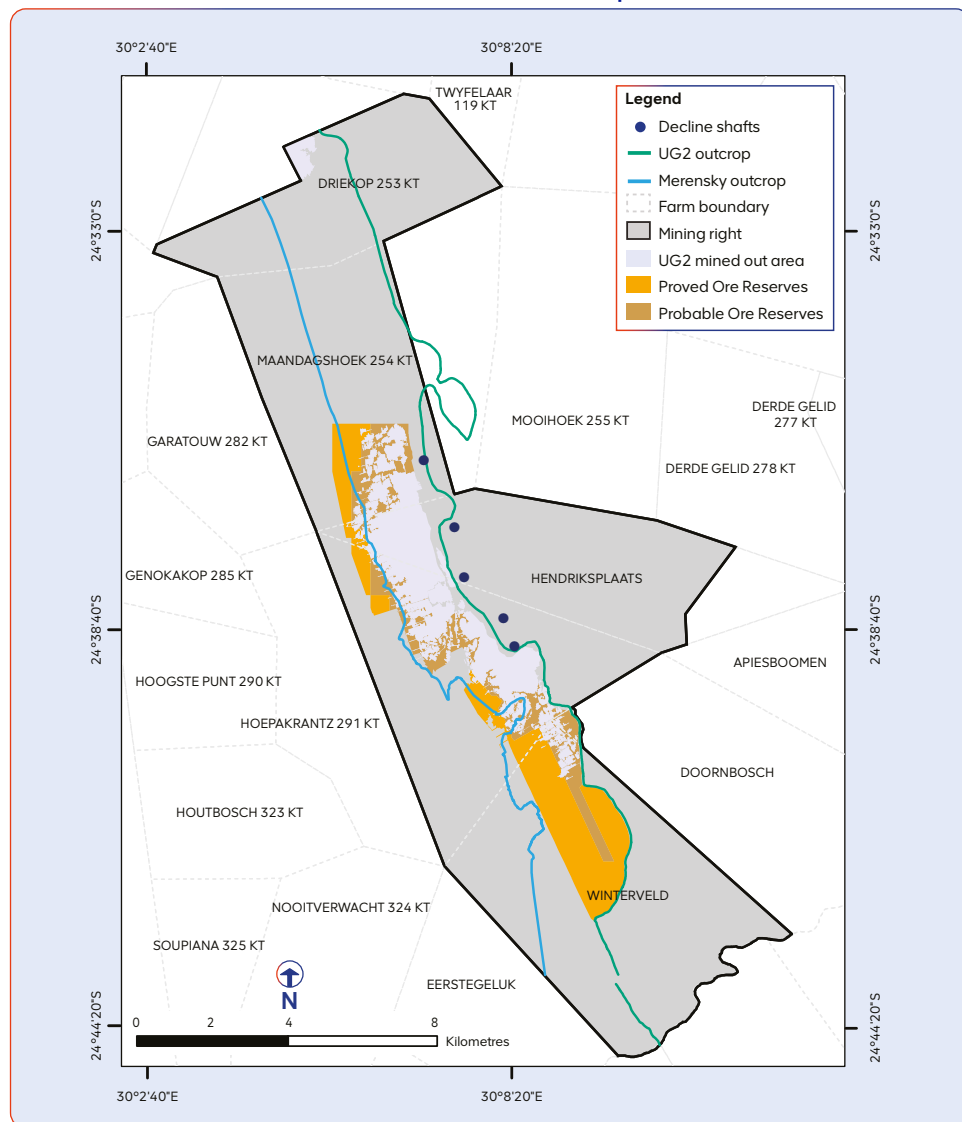 30°2'40"E
30°8'20"E
TWYFELAAR
119 KT
Legend
Decline shafts
UG2 outcrop
Merensky outcrop
Farm boundary
Mining right
UG2 mined out area
Proved Ore Reserves
Probable Ore Reserves
DRIEKOP 253 KT
24°33'0"S
24°33'0"S
MAANDAGSHOEK 254 KT
MOOIHOEK 255 KT
DERDE GELID
277 KT
GARATOUW 282 KT
DERDE GELID 278 KT
GENOKAKOP 285 KT
HENDRIKSPLAATS
24°38'40"S
24°38'40"S
APIESBOOMEN
HOOGSTE PUNT 290 KT
HOEPAKRANTZ 291 KT
DOORNBOSCH
HOUTBOSCH 323 KT
WINTERVELD
NOOITVERWACHT 324 KT
SOUPIANA 325 KT
EERSTEGELUK
N
24°44'20"S
24°44'20"S
0 2 4 8
Kilometres
30°2'40"E
30°8'20"E